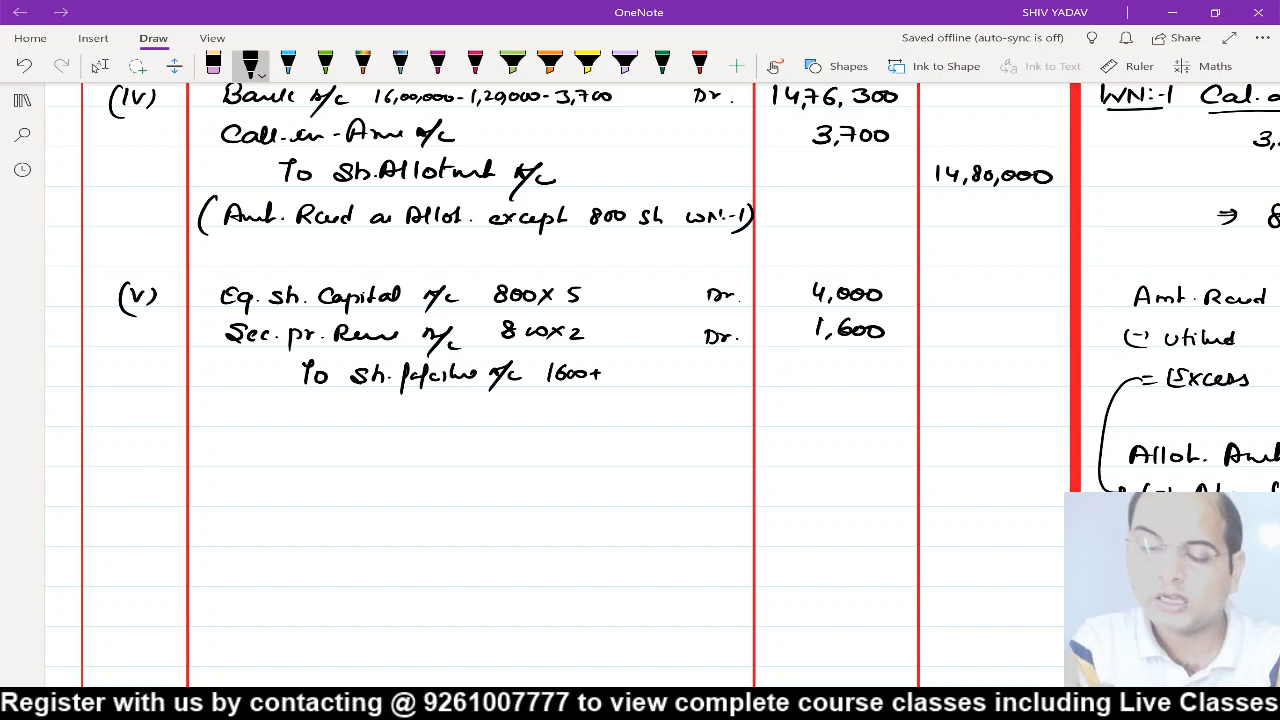 OneNote
SHIV YADAV
Home Insert Draw View
Saved offline (auto-sync is off)
Share
Shapes
Ink to Shape
Ink to Text
Ruler
Maths
(IV) Bank A/c 16,00,000-1,20,000-3,700 Dr. 14,76,300
Call-in-Arre A/c 3,700
To Sh. Allotment A/c 14,80,000
(Amt. Recd on Allot. except 800 sh WN:-1)
(V) Eq. Sh. Capital A/c 800×5 Dr. 4,000
Sec. pr. Rese A/c 800×2 Dr. 1,600
To Sh. A/c 1600+
WN:-1 Cal.
3,
⇒ 8
Amt. Recd
(-) Utilised
= Excess
Allot. Amt
Register with us by contacting @ 9261007777 to view complete course classes including Live Classes